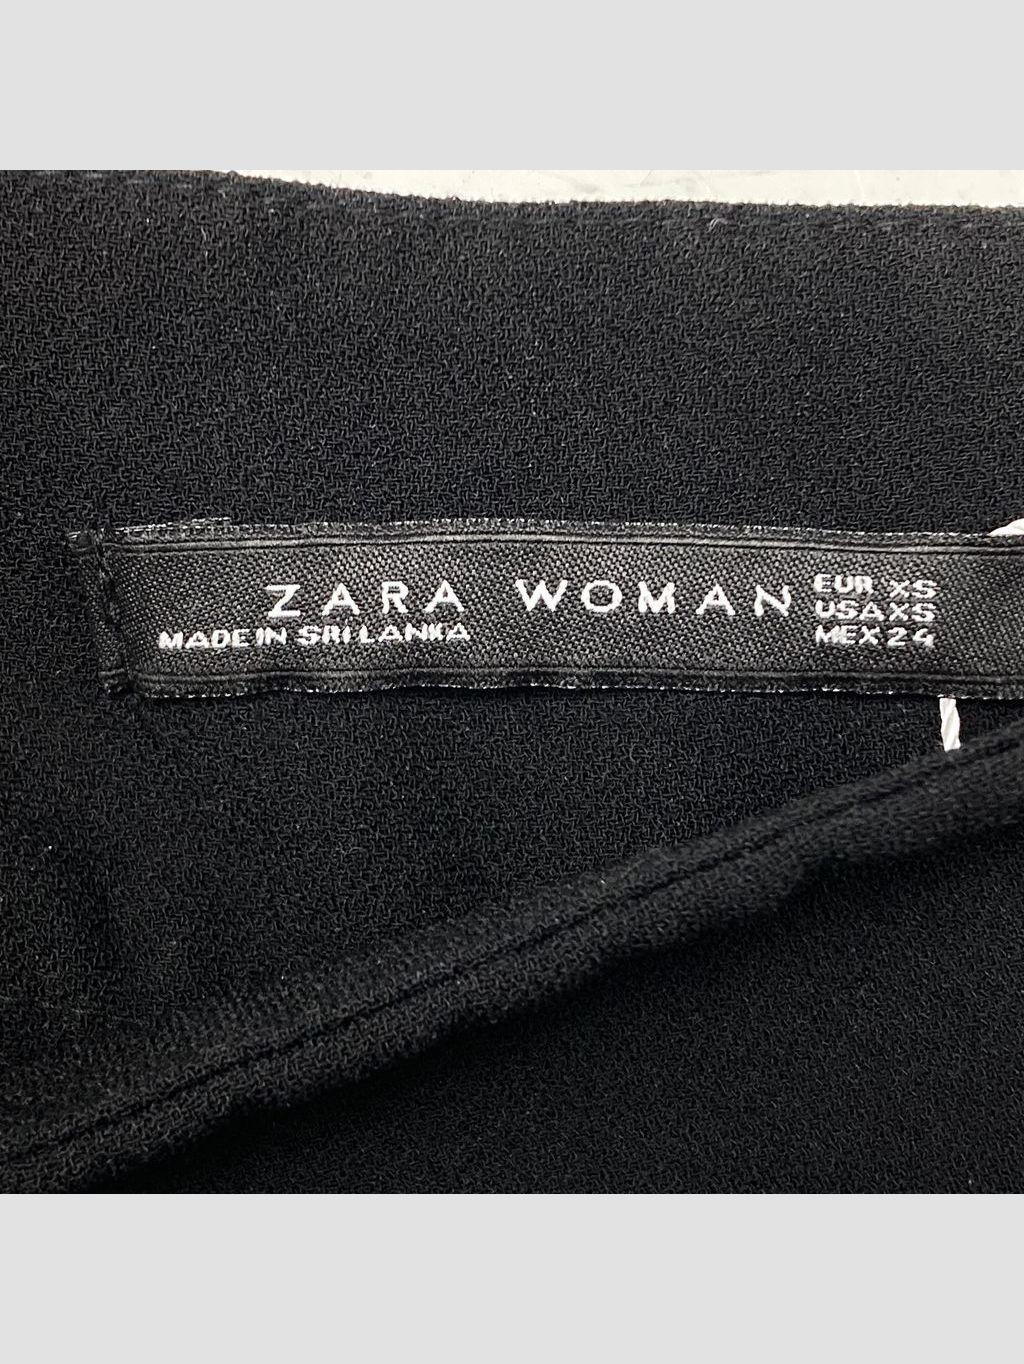 ZARA WOMAN
MADE IN SRI LANKA
EUR XS
USA XS
MEX 24